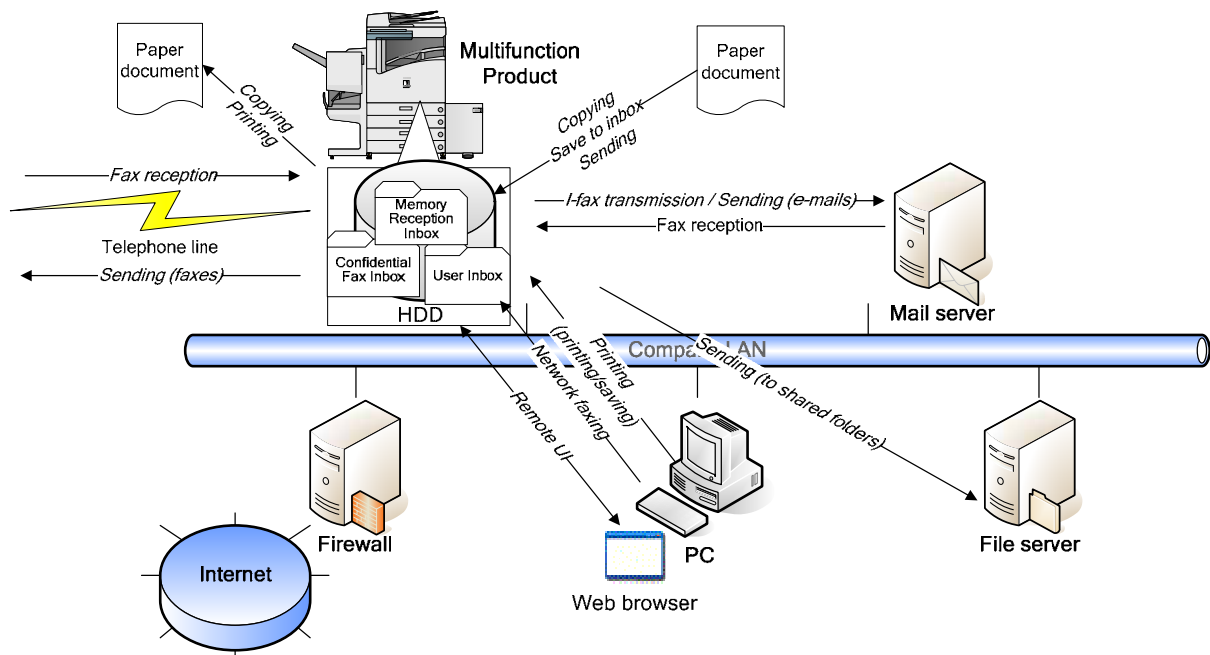 Paper
document
Multifunction
Product
Paper
document
Copying
Printing
Copying
Save to inbox
Sending
Fax reception
Telephone line
Sending (faxes)
Memory
Reception
Inbox
Confidential
Fax Inbox
User Inbox
HDD
I-fax transmission / Sending (e-mails)
Fax reception
Mail server
LAN
Printing
(printing/saving)
Network faxing
Remote UI
Sending (to shared folders)
Firewall
Internet
PC
Web browser
File server